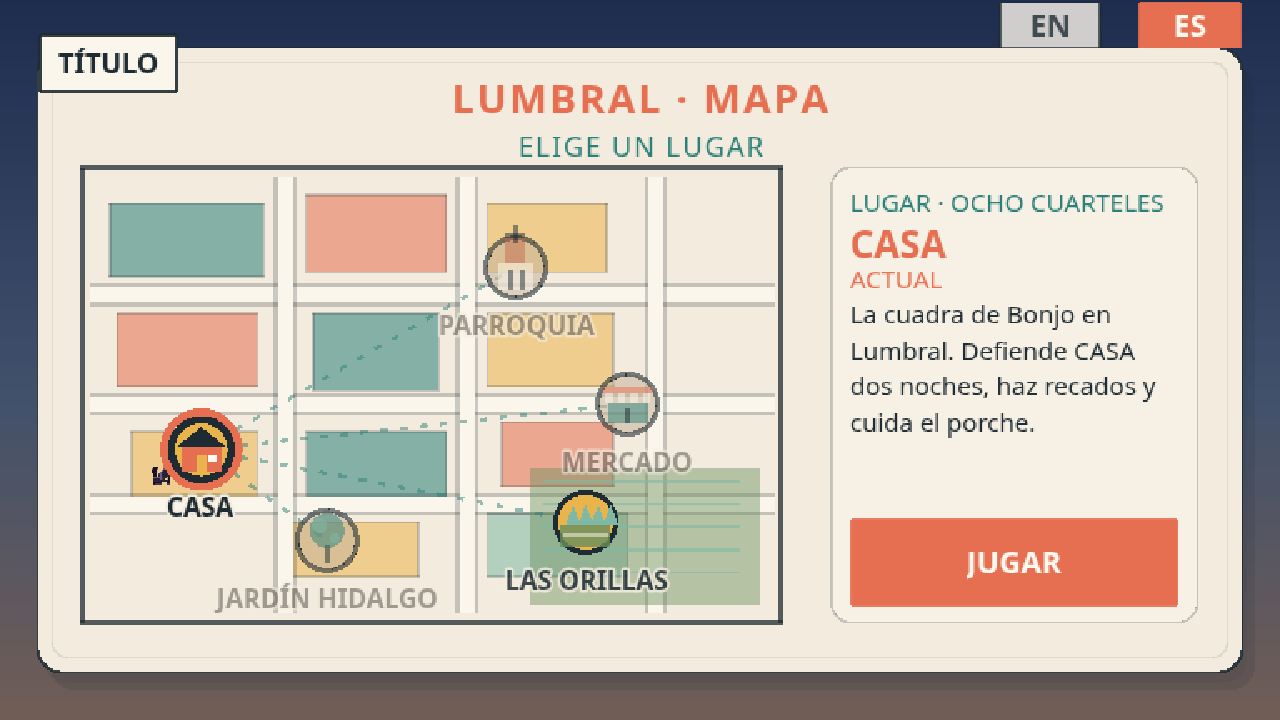 EN
ES
TÍTULO
LUMBRAL · MAPA
ELIGE UN LUGAR
PARROQUIA
MERCADO
CASA
LAS ORILLAS
JARDÍN HIDALGO
LUGAR · OCHO CUARTELES
CASA
ACTUAL
La cuadra de Bonjo en
Lumbral. Defiende CASA
dos noches, haz recados y
cuida el porche.
JUGAR